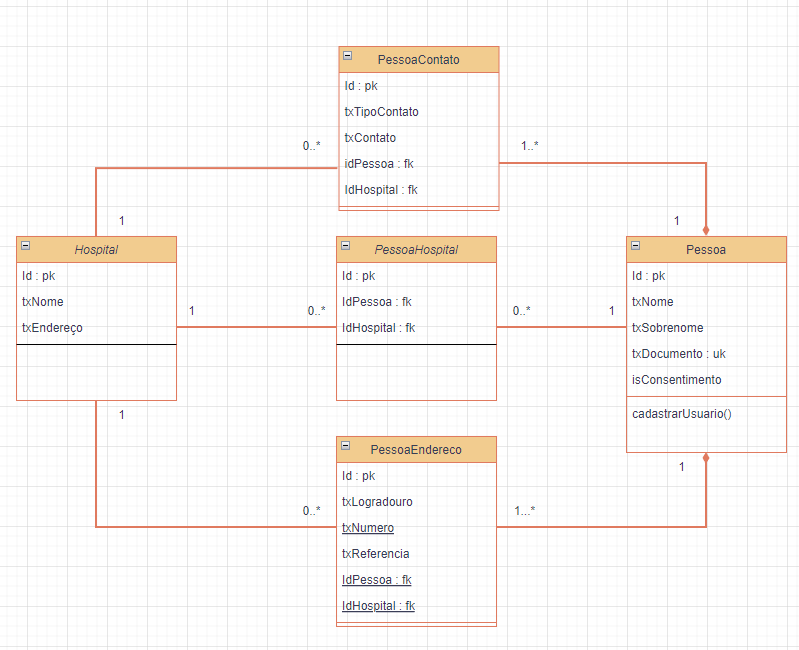 PessoaContato
Id : pk
txTipoContato
txContato
idPessoa : fk
IdHospital : fk
0..*
1..*
1
1
Hospital
Id : pk
txNome
txEndereço
1
0..*
PessoaHospital
Id : pk
IdPessoa : fk
IdHospital : fk
0..*
1
Pessoa
Id : pk
txNome
txSobrenome
txDocumento : uk
isConsentimento
cadastrarUsuario()
1
1
PessoaEndereco
Id : pk
txLogradouro
txNumero
txReferencia
IdPessoa : fk
IdHospital : fk
0..*
1...*